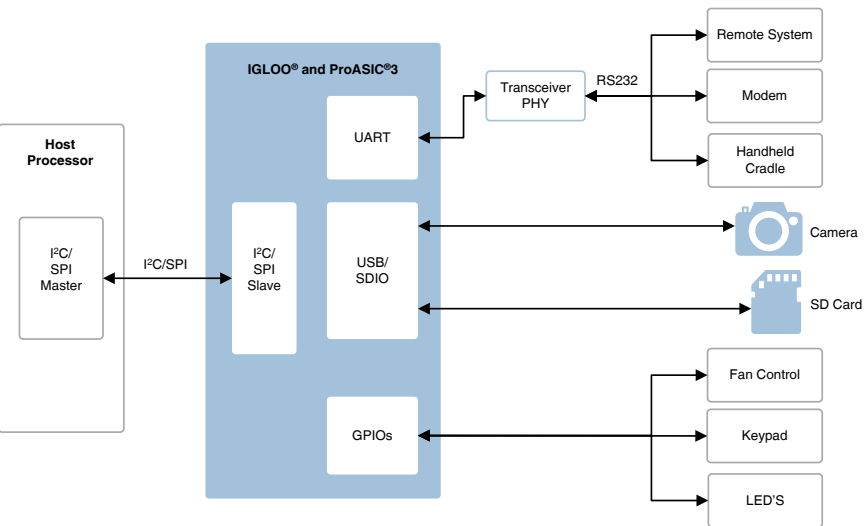 IGLOO® and ProASIC®3
Host
Processor
I²C/
SPI
Master
I²C/SPI
I²C/
SPI
Slave
UART
USB/
SDIO
GPIOs
Transceiver
PHY
RS232
Remote System
Modem
Handheld
Cradle
Camera
SD Card
Fan Control
Keypad
LED'S